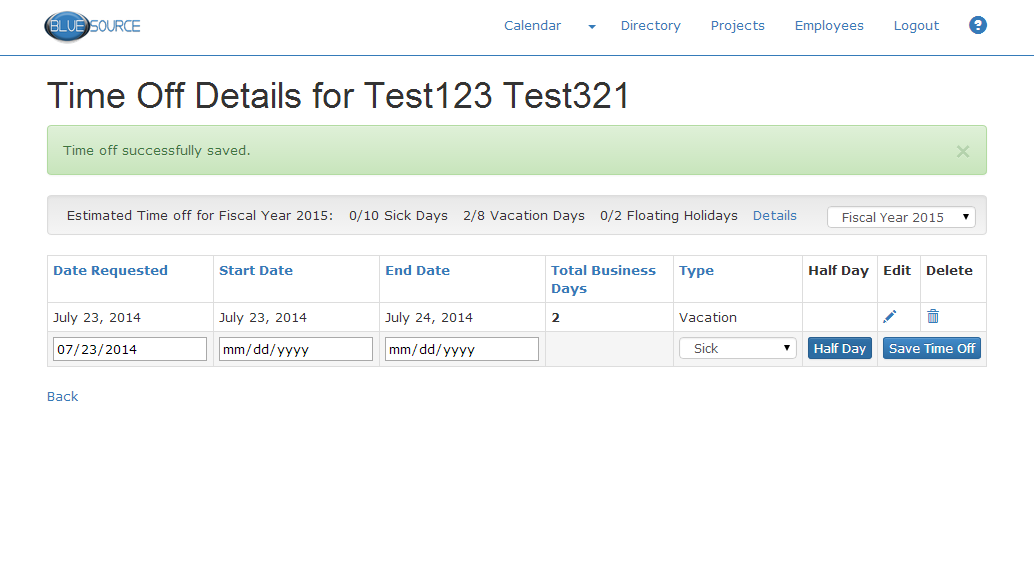 BLUESOURCE Calendar Directory Projects Employees Logout ?
Time Off Details for Test123 Test321
Time off successfully saved. ×
Estimated Time off for Fiscal Year 2015: 0/10 Sick Days 2/8 Vacation Days 0/2 Floating Holidays Details Fiscal Year 2015
Date Requested Start Date End Date Total Business Days Type Half Day Edit Delete
July 23, 2014 July 23, 2014 July 24, 2014 2 Vacation
07/23/2014 mm/dd/yyyy mm/dd/yyyy Sick Half Day Save Time Off
Back